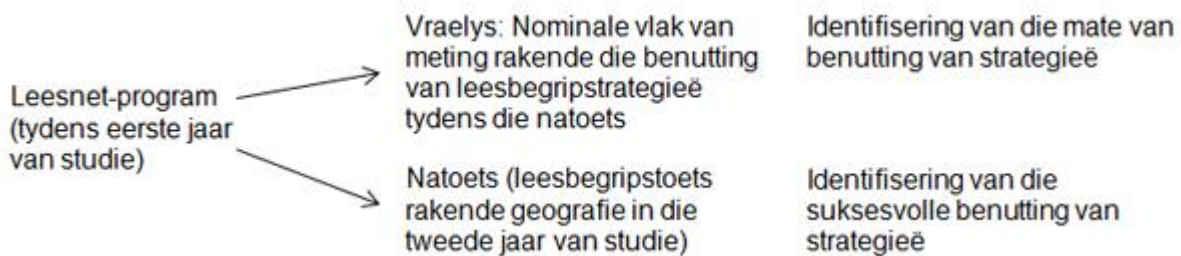 Leesnet-program
(tydens eerste jaar
van studie)
Vraelys: Nominale vlak van
meting rakende die benutting
van leesbegripstrategieë
tydens die natoets
Identifisering van die mate van
benutting van strategieë
Natoets (leesbegripstoets
rakende geografie in die
tweede jaar van studie)
Identifisering van die
suksesvolle benutting van
strategieë